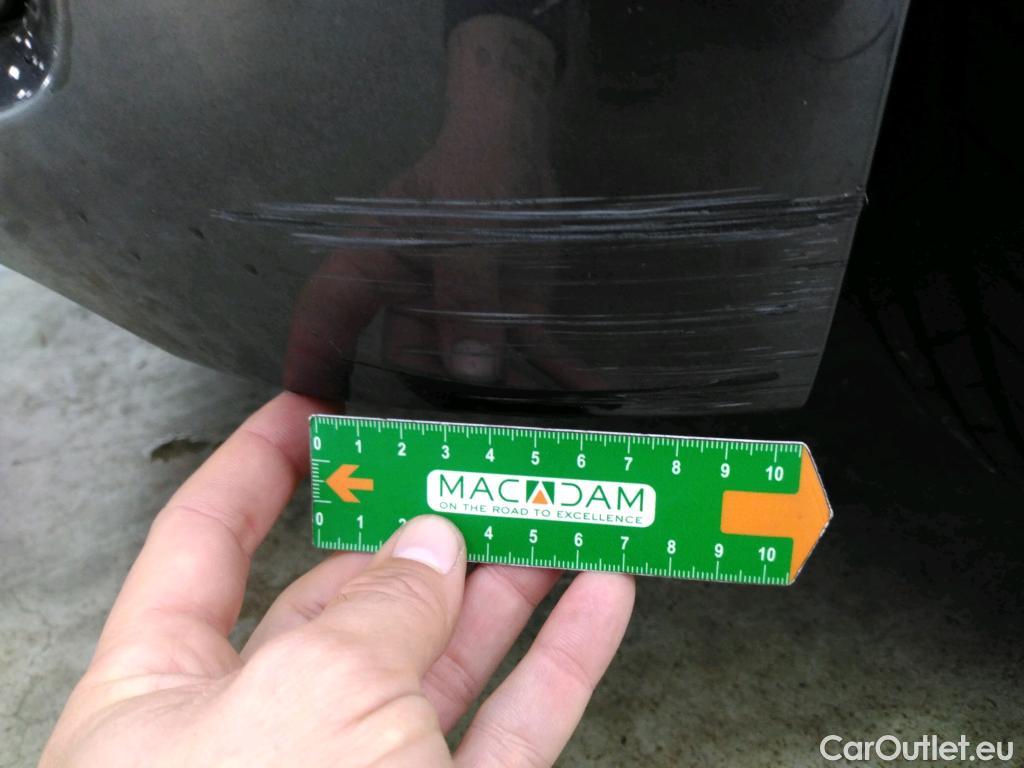 0 1 2 3 4 5 6 7 8 9 10
MACADAM
ON THE ROAD TO EXCELLENCE
0 1 2 4 5 6 7 8 9 10
CarOutlet.eu